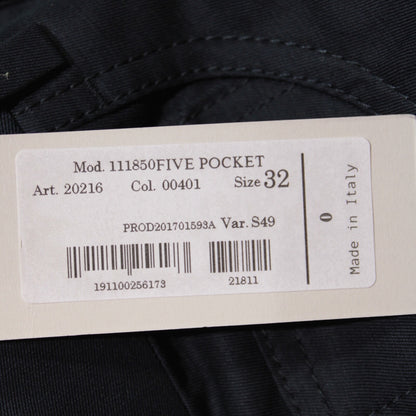 Mod. 111850FIVE POCKET
Art. 20216 Col. 00401 Size 32
PROD201701593A Var. S49
191100256173 21811
0
Made in Italy